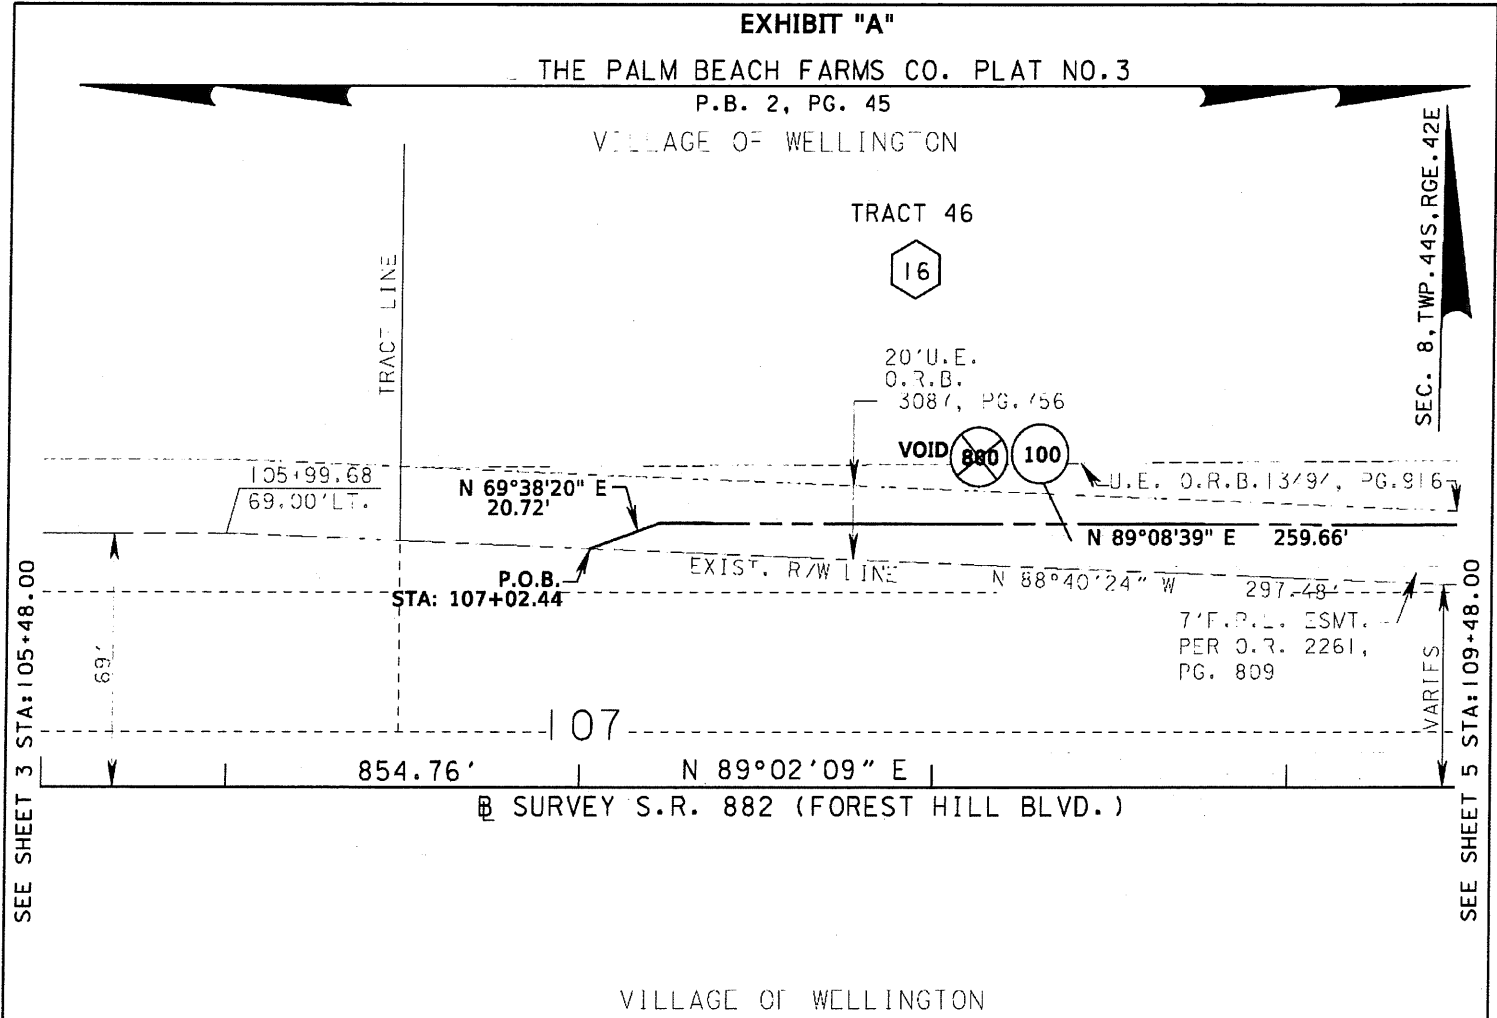 EXHIBIT "A"
THE PALM BEACH FARMS CO. PLAT NO.3
P.B. 2, PG. 45
VILLAGE OF WELLINGTON
SEC. 8,TWP.44S,RGE.42E
TRACT 46
16
TRACT LINE
20'U.E.
O.R.B.
3087, PG.756
VOID
800
100
105+99.68
69.00'LT.
N 69°38'20" E
20.72'
U.E. O.R.B.13797, PG.916
N 89°08'39" E 259.66'
P.O.B.
STA: 107+02.44
EXIST. R/W LINE
N 88°40'24" W 297.48'
7'F.P.L. ESMT.
PER O.R. 2261,
PG. 809
69'
VARIES
107
854.76' N 89°02'09" E
BL SURVEY S.R. 882 (FOREST HILL BLVD.)
SEE SHEET 3 STA:105+48.00
SEE SHEET 5 STA:109+48.00
VILLAGE OF WELLINGTON